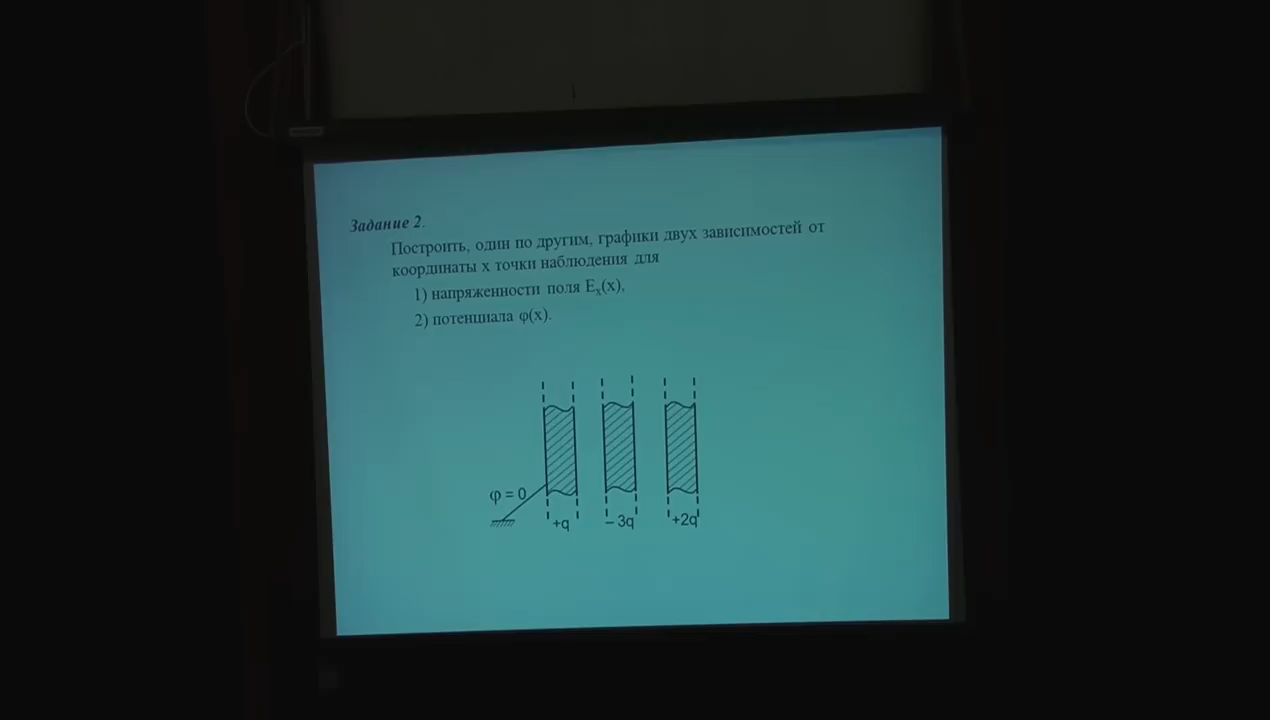 Задание 2.
Построить, один по другим, графики двух зависимостей от
координаты x точки наблюдения для
1) напряженности поля Eₓ(x),
2) потенциала φ(x).
φ = 0
+q
– 3q
+2q